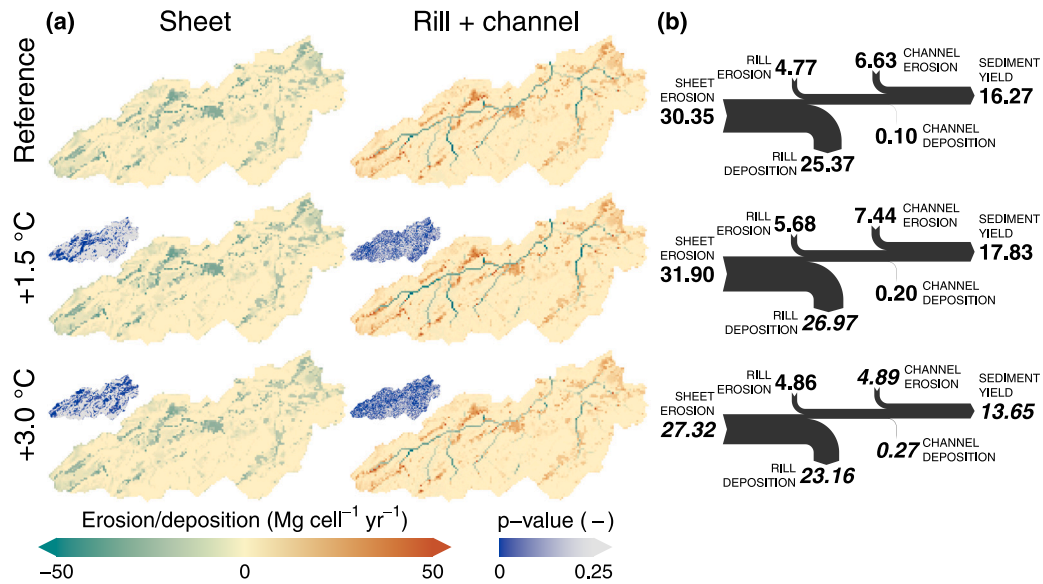 (a)
Sheet
Rill + channel
(b)
Reference
+1.5 °C
+3.0 °C
Erosion/deposition (Mg cell⁻¹ yr⁻¹)
−50
0
50
p−value (−)
0
0.25
SHEET
EROSION
30.35
RILL
EROSION
4.77
RILL
DEPOSITION
25.37
6.63
CHANNEL
EROSION
0.10
CHANNEL
DEPOSITION
SEDIMENT
YIELD
16.27
SHEET
EROSION
31.90
RILL
EROSION
5.68
RILL
DEPOSITION
26.97
7.44
CHANNEL
EROSION
0.20
CHANNEL
DEPOSITION
SEDIMENT
YIELD
17.83
SHEET
EROSION
27.32
RILL
EROSION
4.86
RILL
DEPOSITION
23.16
4.89
CHANNEL
EROSION
0.27
CHANNEL
DEPOSITION
SEDIMENT
YIELD
13.65